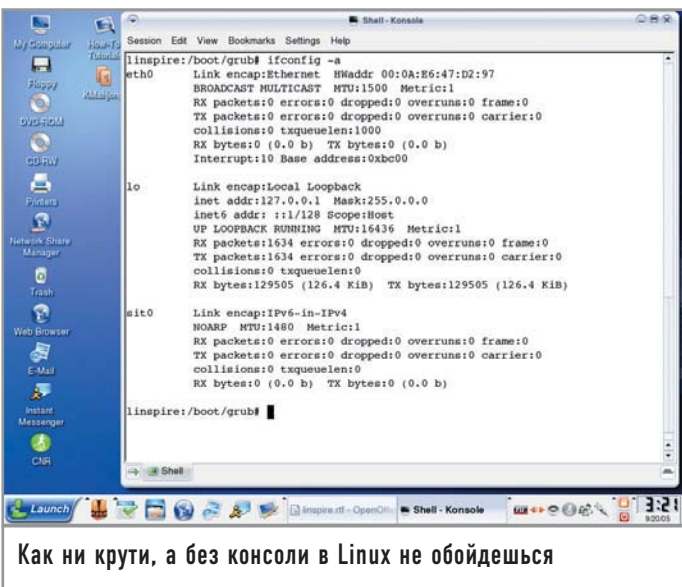 Shell - Konsole
My Computer
How-To
Tutorial
Floppy
DVD-ROM
CD-RW
Printers
Network Share
Manager
Trash
Web Browser
E-Mail
Instant
Messenger
CNR
Session Edit View Bookmarks Settings Help
linspire:/boot/grub# ifconfig -a
eth0 Link encap:Ethernet HWaddr 00:0A:E6:47:D2:97
BROADCAST MULTICAST MTU:1500 Metric:1
RX packets:0 errors:0 dropped:0 overruns:0 frame:0
TX packets:0 errors:0 dropped:0 overruns:0 carrier:0
collisions:0 txqueuelen:1000
RX bytes:0 (0.0 b) TX bytes:0 (0.0 b)
Interrupt:10 Base address:0xbc00
lo Link encap:Local Loopback
inet addr:127.0.0.1 Mask:255.0.0.0
inet6 addr: ::1/128 Scope:Host
UP LOOPBACK RUNNING MTU:16436 Metric:1
RX packets:1634 errors:0 dropped:0 overruns:0 frame:0
TX packets:1634 errors:0 dropped:0 overruns:0 carrier:0
collisions:0 txqueuelen:0
RX bytes:129505 (126.4 KiB) TX bytes:129505 (126.4 KiB)
sit0 Link encap:IPv6-in-IPv4
NOARP MTU:1480 Metric:1
RX packets:0 errors:0 dropped:0 overruns:0 frame:0
TX packets:0 errors:0 dropped:0 overruns:0 carrier:0
collisions:0 txqueuelen:0
RX bytes:0 (0.0 b) TX bytes:0 (0.0 b)
linspire:/boot/grub#
Shell
Launch
linspire.rtf - OpenOffi
Shell - Konsole
3:21
9/20/05
Как ни крути, а без консоли в Linux не обойдешься